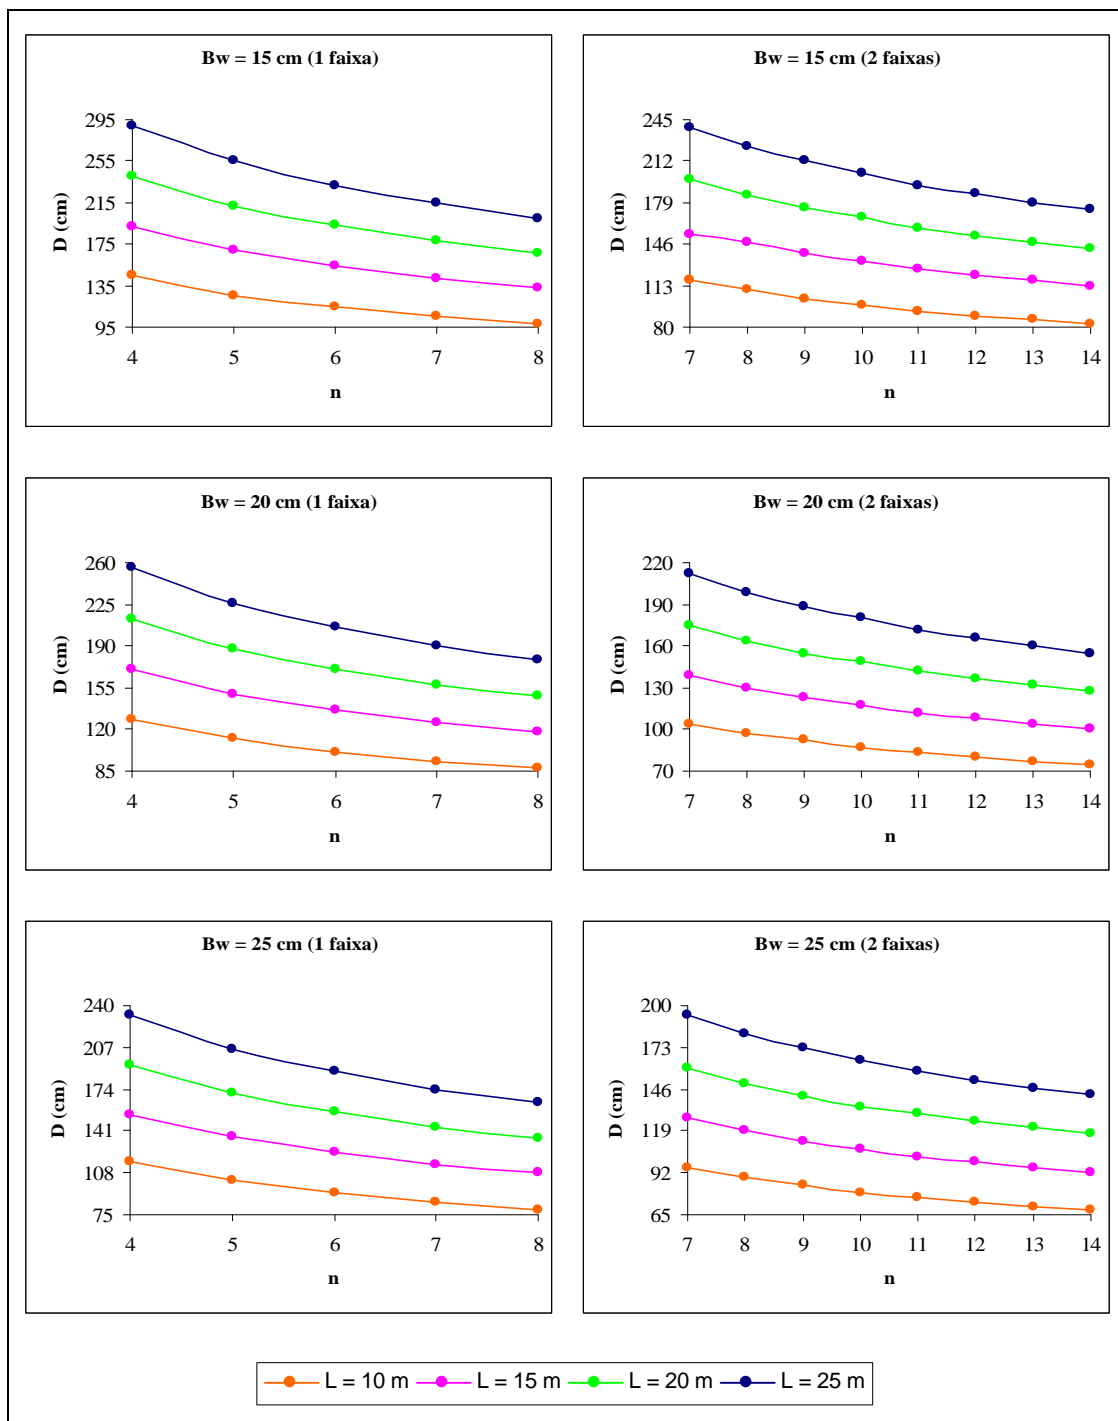 Bw = 15 cm (1 faixa)
D (cm)
295
255
215
175
135
95
4 5 6 7 8
n
Bw = 15 cm (2 faixas)
D (cm)
245
212
179
146
113
80
7 8 9 10 11 12 13 14
n
Bw = 20 cm (1 faixa)
D (cm)
260
225
190
155
120
85
4 5 6 7 8
n
Bw = 20 cm (2 faixas)
D (cm)
220
190
160
130
100
70
7 8 9 10 11 12 13 14
n
Bw = 25 cm (1 faixa)
D (cm)
240
207
174
141
108
75
4 5 6 7 8
n
Bw = 25 cm (2 faixas)
D (cm)
200
173
146
119
92
65
7 8 9 10 11 12 13 14
n
L = 10 m L = 15 m L = 20 m L = 25 m